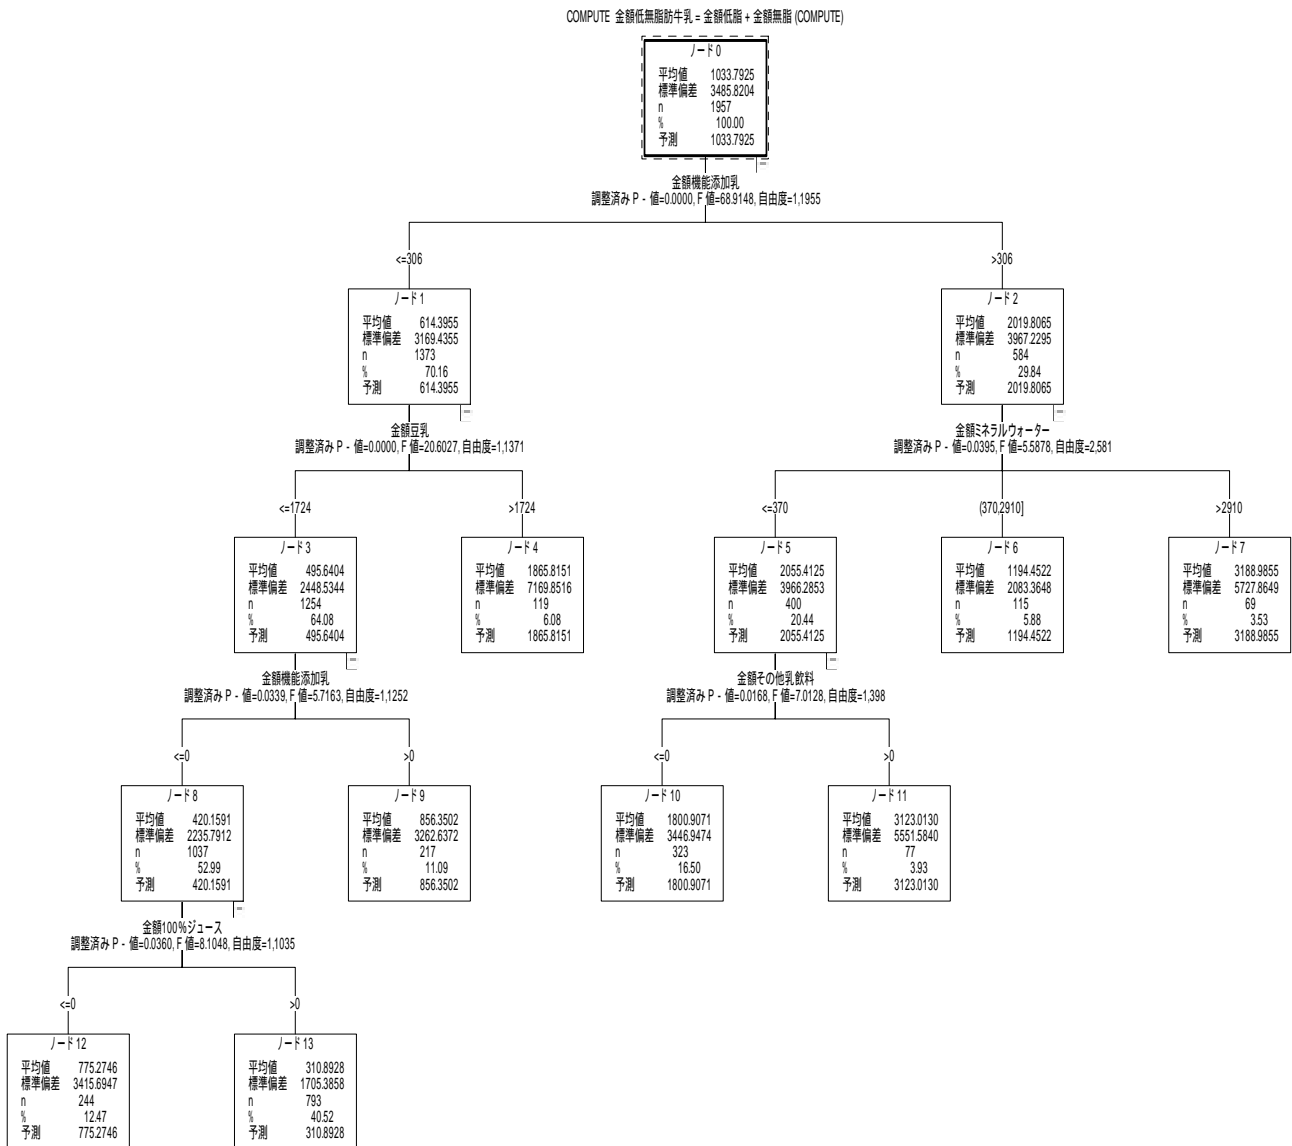 COMPUTE 金額低無脂肪牛乳 = 金額低脂 + 金額無脂 (COMPUTE)
ノード 0
平均値 1033.7925
標準偏差 3485.8204
n 1957
% 100.00
予測 1033.7925
金額機能添加乳
調整済み P - 値=0.0000, F 値=68.9148, 自由度=1,1955
<=306
>306
ノード 1
平均値 614.3955
標準偏差 3169.4355
n 1373
% 70.16
予測 614.3955
ノード 2
平均値 2019.8065
標準偏差 3967.2295
n 584
% 29.84
予測 2019.8065
金額豆乳
調整済み P - 値=0.0000, F 値=20.6027, 自由度=1,1371
金額ミネラルウォーター
調整済み P - 値=0.0395, F 値=5.5878, 自由度=2,581
<=1724
>1724
<=370
(370,2910]
>2910
ノード 3
平均値 495.6404
標準偏差 2448.5344
n 1254
% 64.08
予測 495.6404
ノード 4
平均値 1865.8151
標準偏差 7169.8516
n 119
% 6.08
予測 1865.8151
ノード 5
平均値 2055.4125
標準偏差 3966.2853
n 400
% 20.44
予測 2055.4125
ノード 6
平均値 1194.4522
標準偏差 2083.3648
n 115
% 5.88
予測 1194.4522
ノード 7
平均値 3188.9855
標準偏差 5727.8649
n 69
% 3.53
予測 3188.9855
金額機能添加乳
調整済み P - 値=0.0339, F 値=5.7163, 自由度=1,1252
金額その他乳飲料
調整済み P - 値=0.0168, F 値=7.0128, 自由度=1,398
<=0
>0
<=0
>0
ノード 8
平均値 420.1591
標準偏差 2235.7912
n 1037
% 52.99
予測 420.1591
ノード 9
平均値 856.3502
標準偏差 3262.6372
n 217
% 11.09
予測 856.3502
ノード 10
平均値 1800.9071
標準偏差 3446.9474
n 323
% 16.50
予測 1800.9071
ノード 11
平均値 3123.0130
標準偏差 5551.5840
n 77
% 3.93
予測 3123.0130
金額100%ジュース
調整済み P - 値=0.0360, F 値=8.1048, 自由度=1,1035
<=0
>0
ノード 12
平均値 775.2746
標準偏差 3415.6947
n 244
% 12.47
予測 775.2746
ノード 13
平均値 310.8928
標準偏差 1705.3858
n 793
% 40.52
予測 310.8928